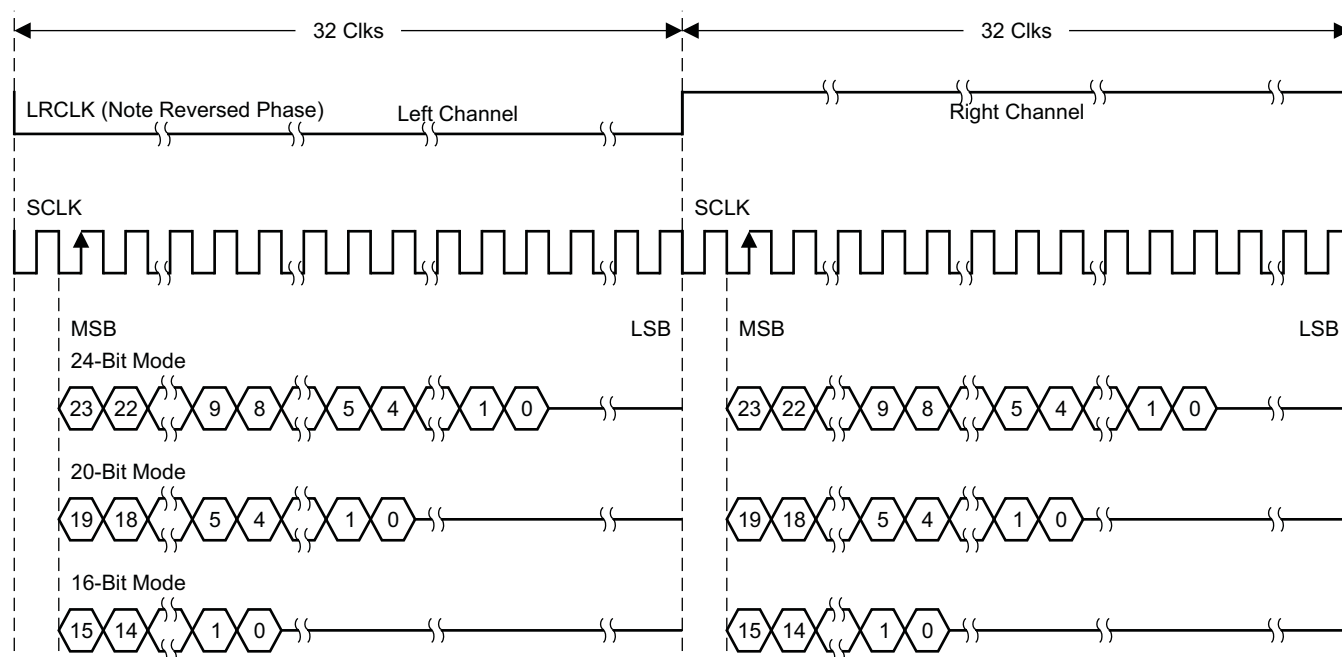 32 Clks 32 Clks
LRCLK (Note Reversed Phase) Left Channel Right Channel
SCLK SCLK
MSB LSB MSB LSB
24-Bit Mode
23 22 9 8 5 4 1 0 23 22 9 8 5 4 1 0
20-Bit Mode
19 18 5 4 1 0 19 18 5 4 1 0
16-Bit Mode
15 14 1 0 15 14 1 0